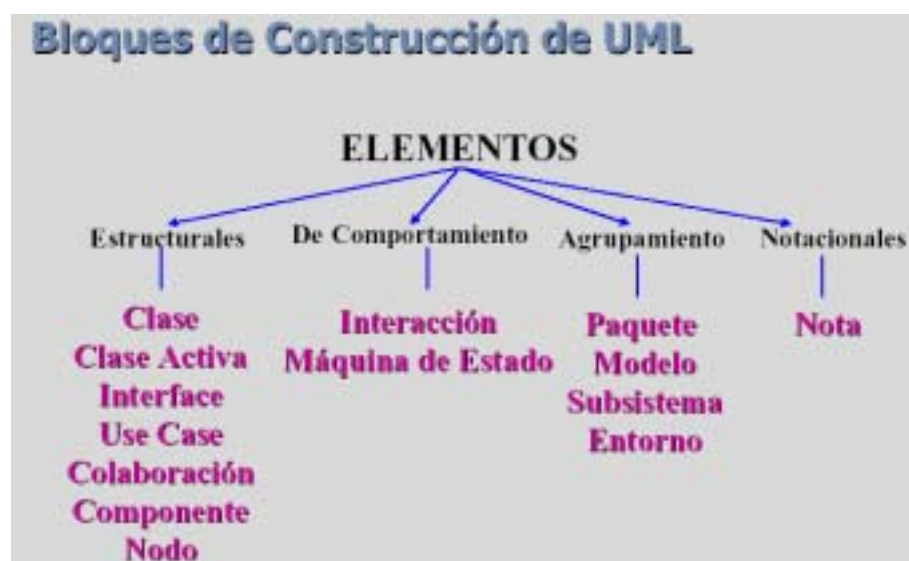 Bloques de Construcción de UML
ELEMENTOS
Estructurales
De Comportamiento
Agrupamiento
Notacionales
Clase
Clase Activa
Interface
Use Case
Colaboración
Componente
Nodo
Interacción
Máquina de Estado
Paquete
Modelo
Subsistema
Entorno
Nota